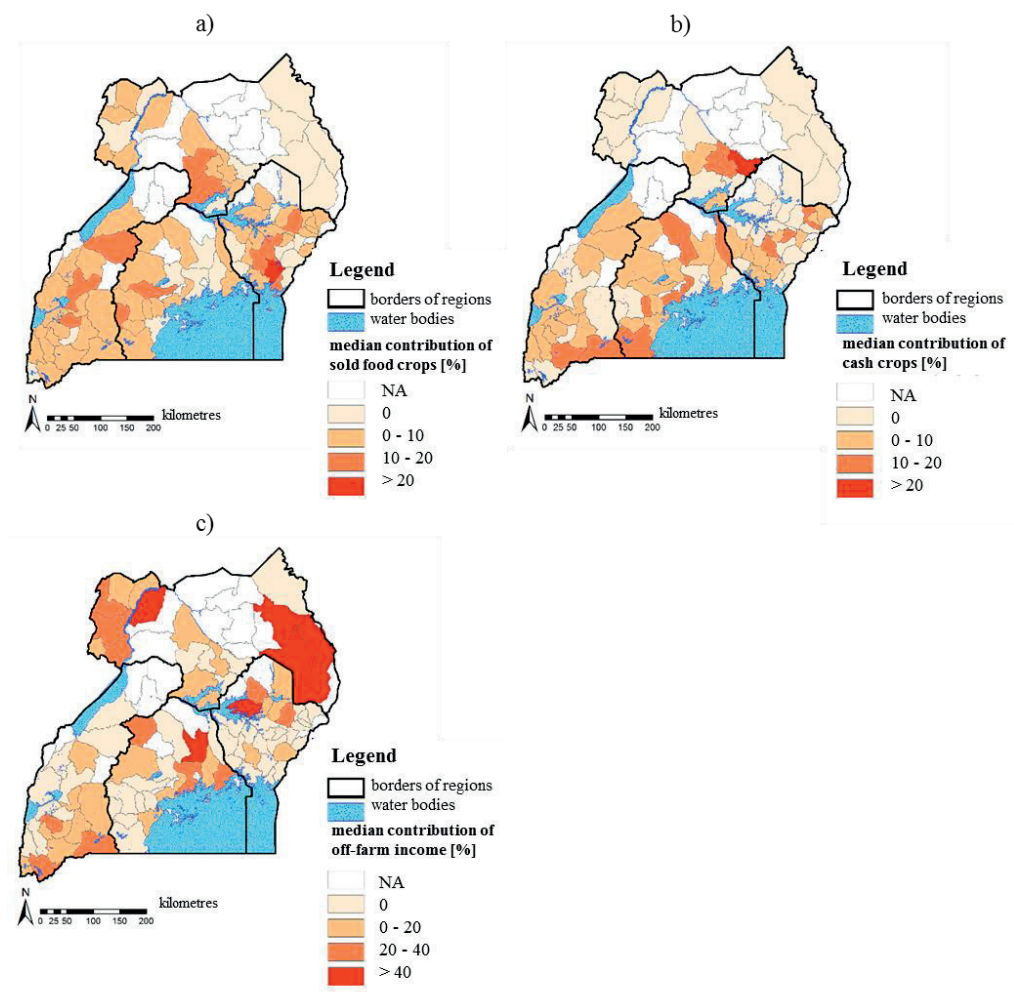 a)
Legend
borders of regions
water bodies
median contribution of
sold food crops [%]
NA
0
0 - 10
10 - 20
> 20
N
0 25 50 100 150 200
kilometres
b)
Legend
borders of regions
water bodies
median contribution of
cash crops [%]
NA
0
0 - 10
10 - 20
> 20
N
0 25 50 100 150 200
kilometres
c)
Legend
borders of regions
water bodies
median contribution of
off-farm income [%]
NA
0
0 - 20
20 - 40
> 40
N
0 25 50 100 150 200
kilometres